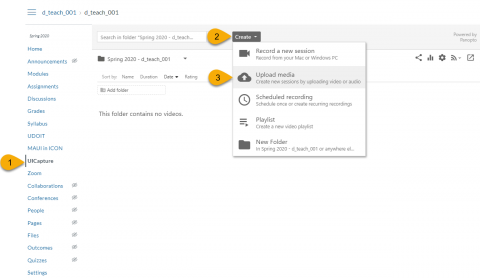 d_teach_001 › d_teach_001
Spring 2020
Home
Announcements
Modules
Assignments
Discussions
Grades
Syllabus
UDOIT
MAUI in ICON
UICapture
Zoom
Collaborations
Conferences
People
Pages
Files
Outcomes
Quizzes
Settings
1
Search in folder "Spring 2020 - d_teach...
2
Create
Powered by
Panopto
Spring 2020 - d_teach_001
Sort by: Name Duration Date Rating
Add folder
This folder contains no videos.
Record a new session
Record from your Mac or Windows PC
3
Upload media
Create new sessions by uploading video or audio
Scheduled recording
Schedule once or create recurring recordings
Playlist
Create a new video playlist
New Folder
In Spring 2020 - d_teach_001 or anywhere el...